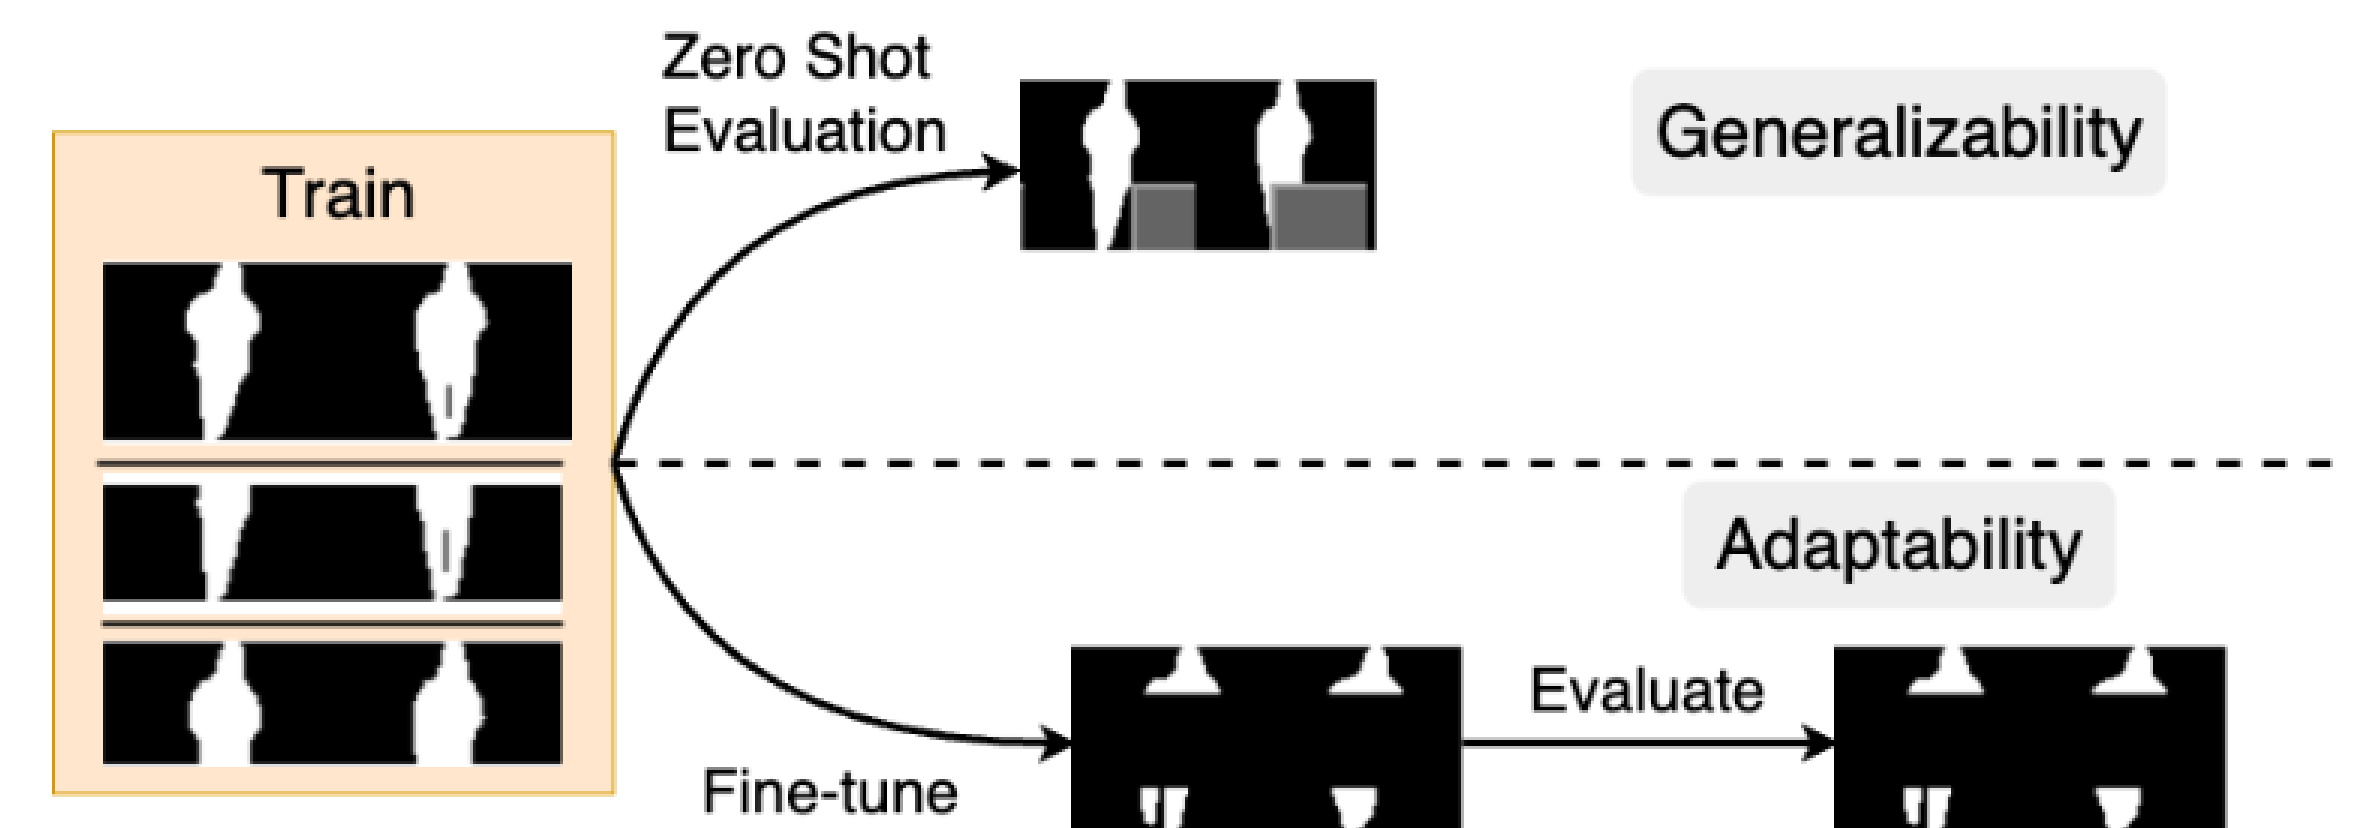 Zero Shot
Evaluation
Generalizability
Train
Adaptability
Evaluate
Fine-tune